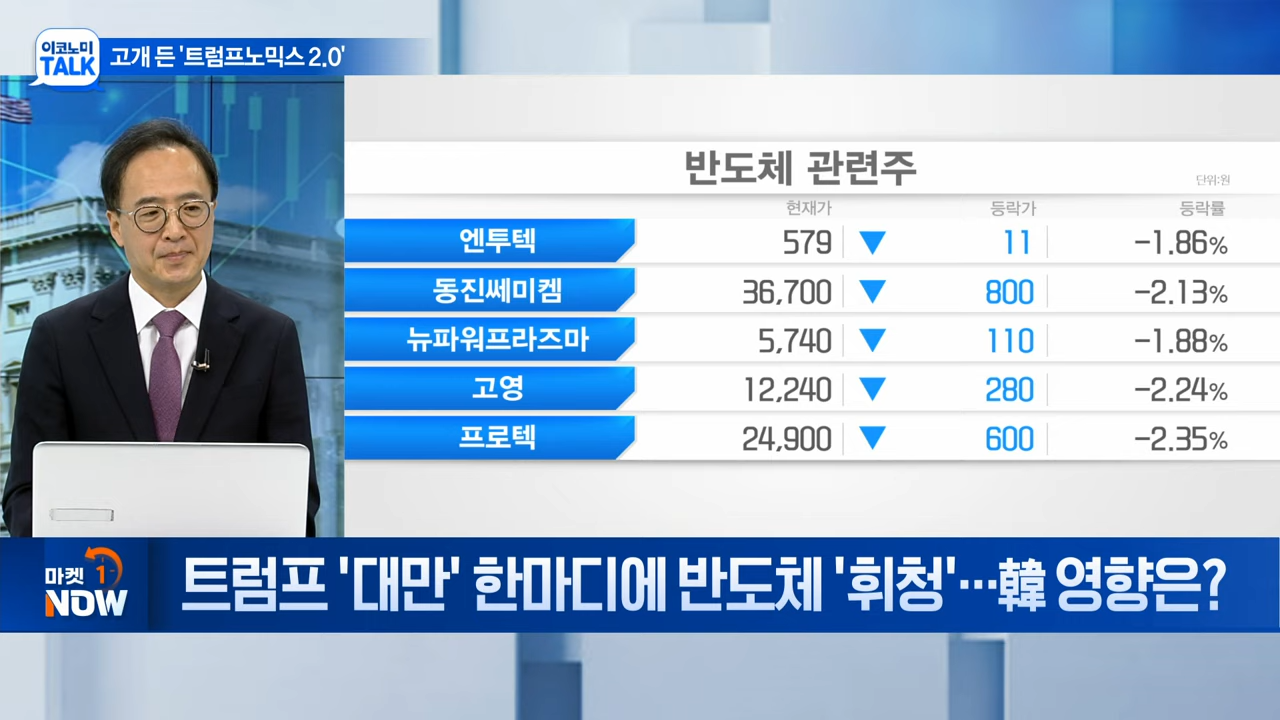 이코노미
TALK
고개 든 '트럼프노믹스 2.0'
반도체 관련주
단위:원
현재가 등락가 등락률
엔투텍 579 ▼ 11 -1.86%
동진쎄미켐 36,700 ▼ 800 -2.13%
뉴파워프라즈마 5,740 ▼ 110 -1.88%
고영 12,240 ▼ 280 -2.24%
프로텍 24,900 ▼ 600 -2.35%
마켓 1
NOW
트럼프 '대만' 한마디에 반도체 '휘청'…韓 영향은?